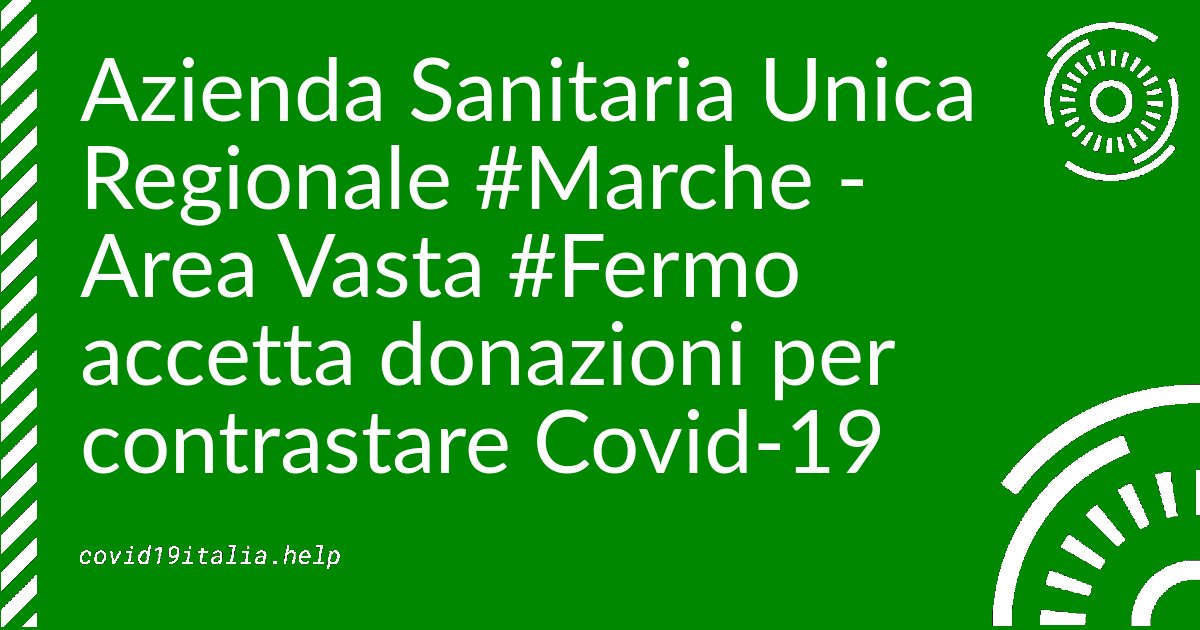 Azienda Sanitaria Unica
Regionale #Marche -
Area Vasta #Fermo
accetta donazioni per
contrastare Covid-19
covid19italia.help